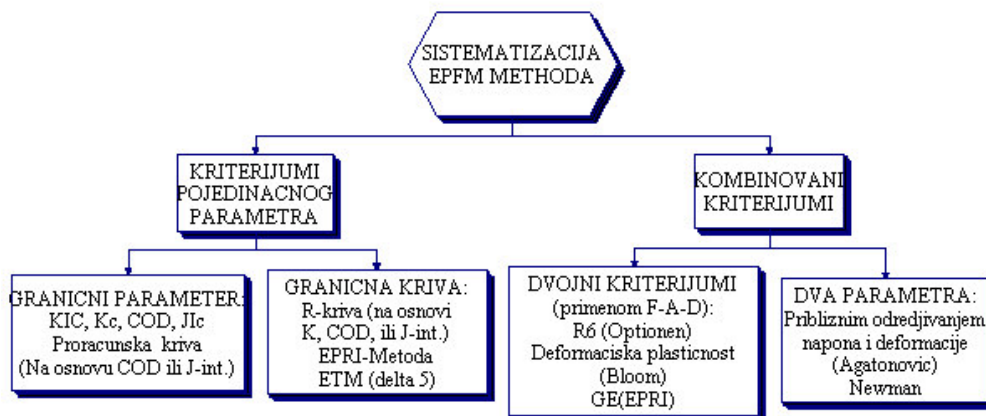 SISTEMATIZACIJA
EPFM METHODA
KRITERIJUMI
POJEDINACNOG
PARAMETRA
KOMBINOVANI
KRITERIJUMI
GRANICNI PARAMETER:
KIC, Kc, COD, JIc
Proracunska kriva
(Na osnovu COD ili J-int.)
GRANICNA KRIVA:
R-kriva (na osnovi
K, COD, ili J-int.)
EPRI-Metoda
ETM (delta 5)
DVOJNI KRITERIJUMI
(primenom F-A-D):
R6 (Optionen)
Deformaciska plasticnost
(Bloom)
GE(EPRI)
DVA PARAMETRA:
Pribliznim odredjivanjem
napona i deformacije
(Agatonovic)
Newman